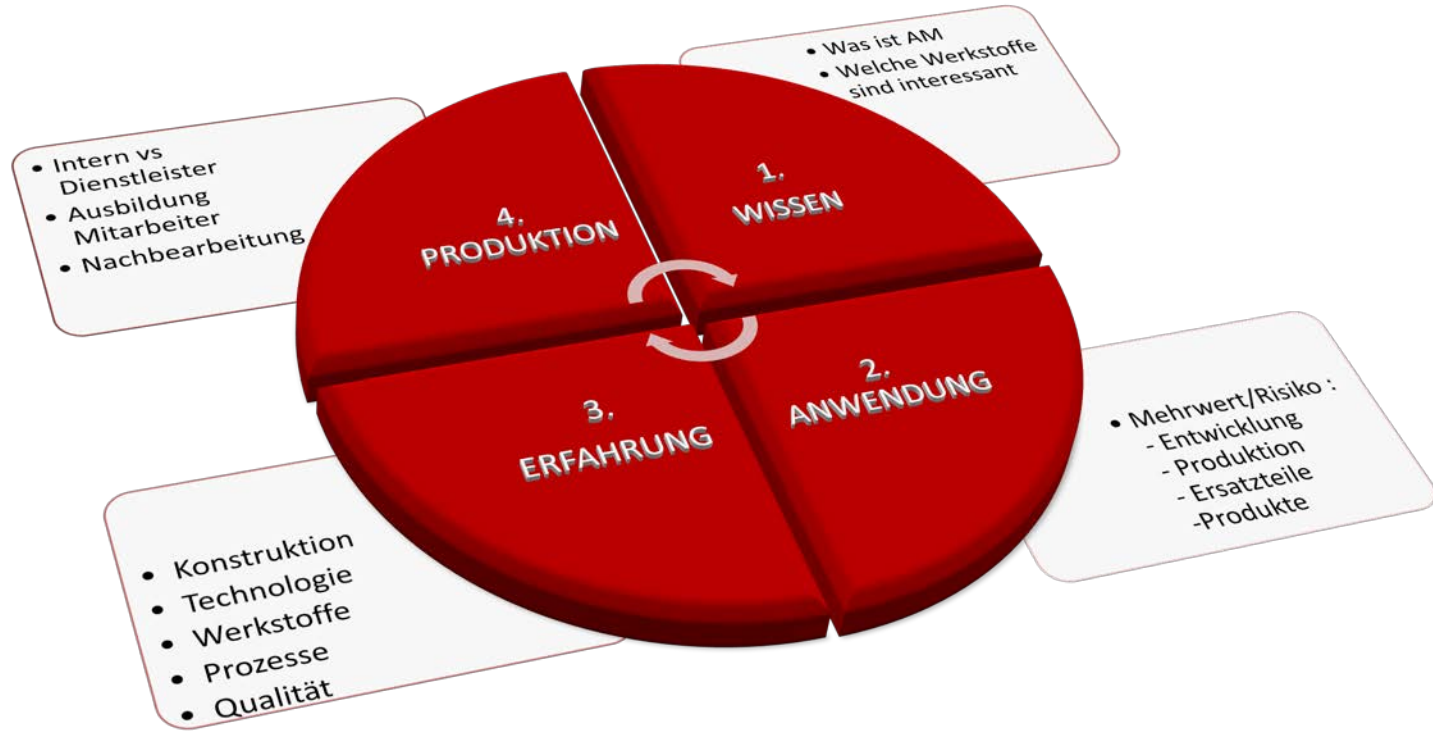 • Was ist AM
• Welche Werkstoffe
sind interessant
1.
WISSEN
2.
ANWENDUNG
• Mehrwert/Risiko :
- Entwicklung
- Produktion
- Ersatzteile
-Produkte
3.
ERFAHRUNG
• Konstruktion
• Technologie
• Werkstoffe
• Prozesse
• Qualität
4.
PRODUKTION
• Intern vs
Dienstleister
• Ausbildung
Mitarbeiter
• Nachbearbeitung